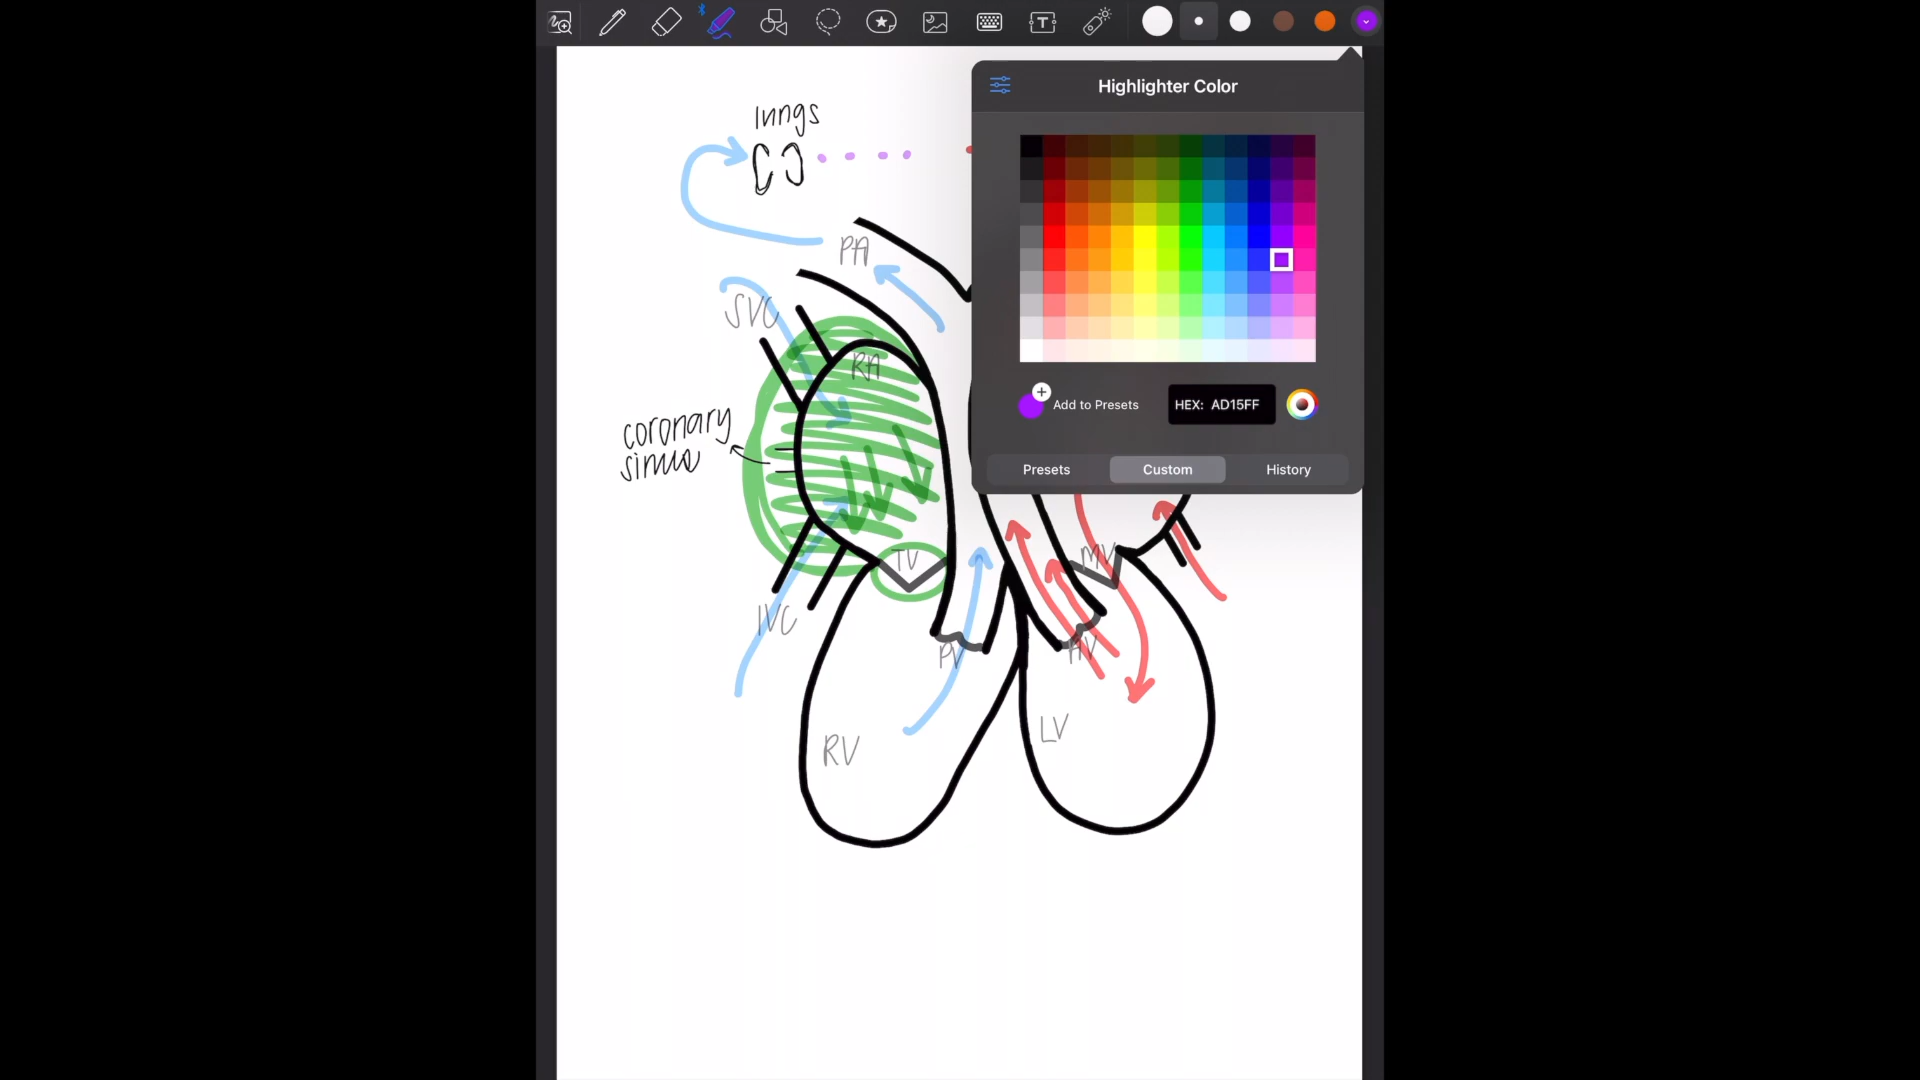 Highlighter Color
lungs
PA
SVC
RA
coronary
sinus
HEX: AD15FF
Add to Presets
Presets
Custom
History
TV
MV
IVC
PV
AV
RV
LV
T